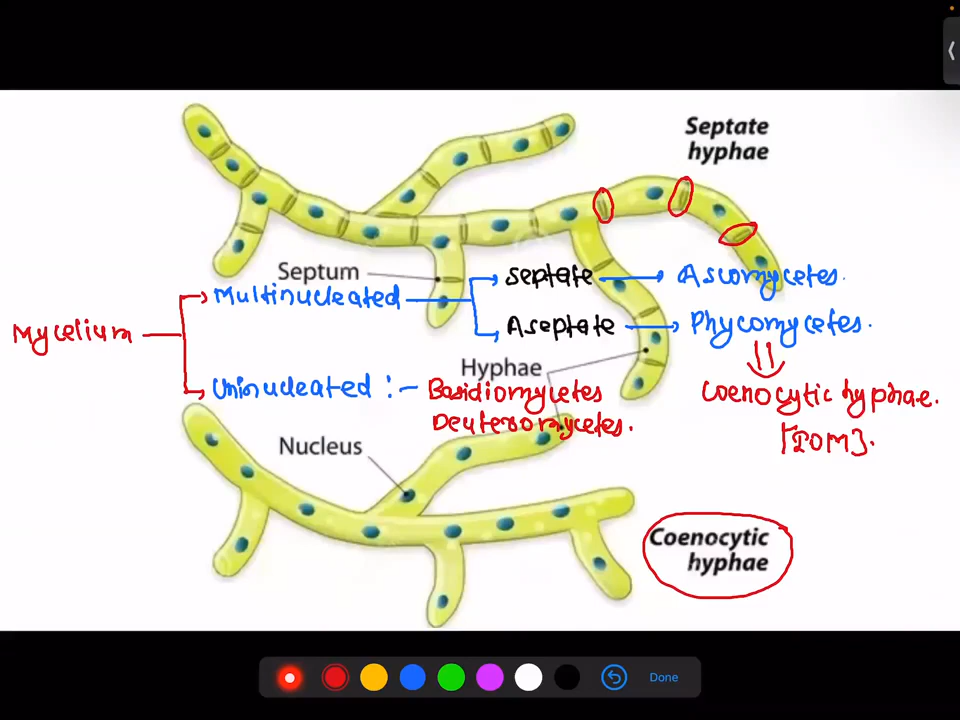 Septate
hyphae
Septum
septate
Ascomycetes.
Multinucleated
Mycelium
Aseptate
Phycomycetes.
Hyphae
Uninucleated :-
Basidiomycetes
Deuteromycetes.
Coenocytic hyphae.
Nucleus
Coenocytic
hyphae
Done